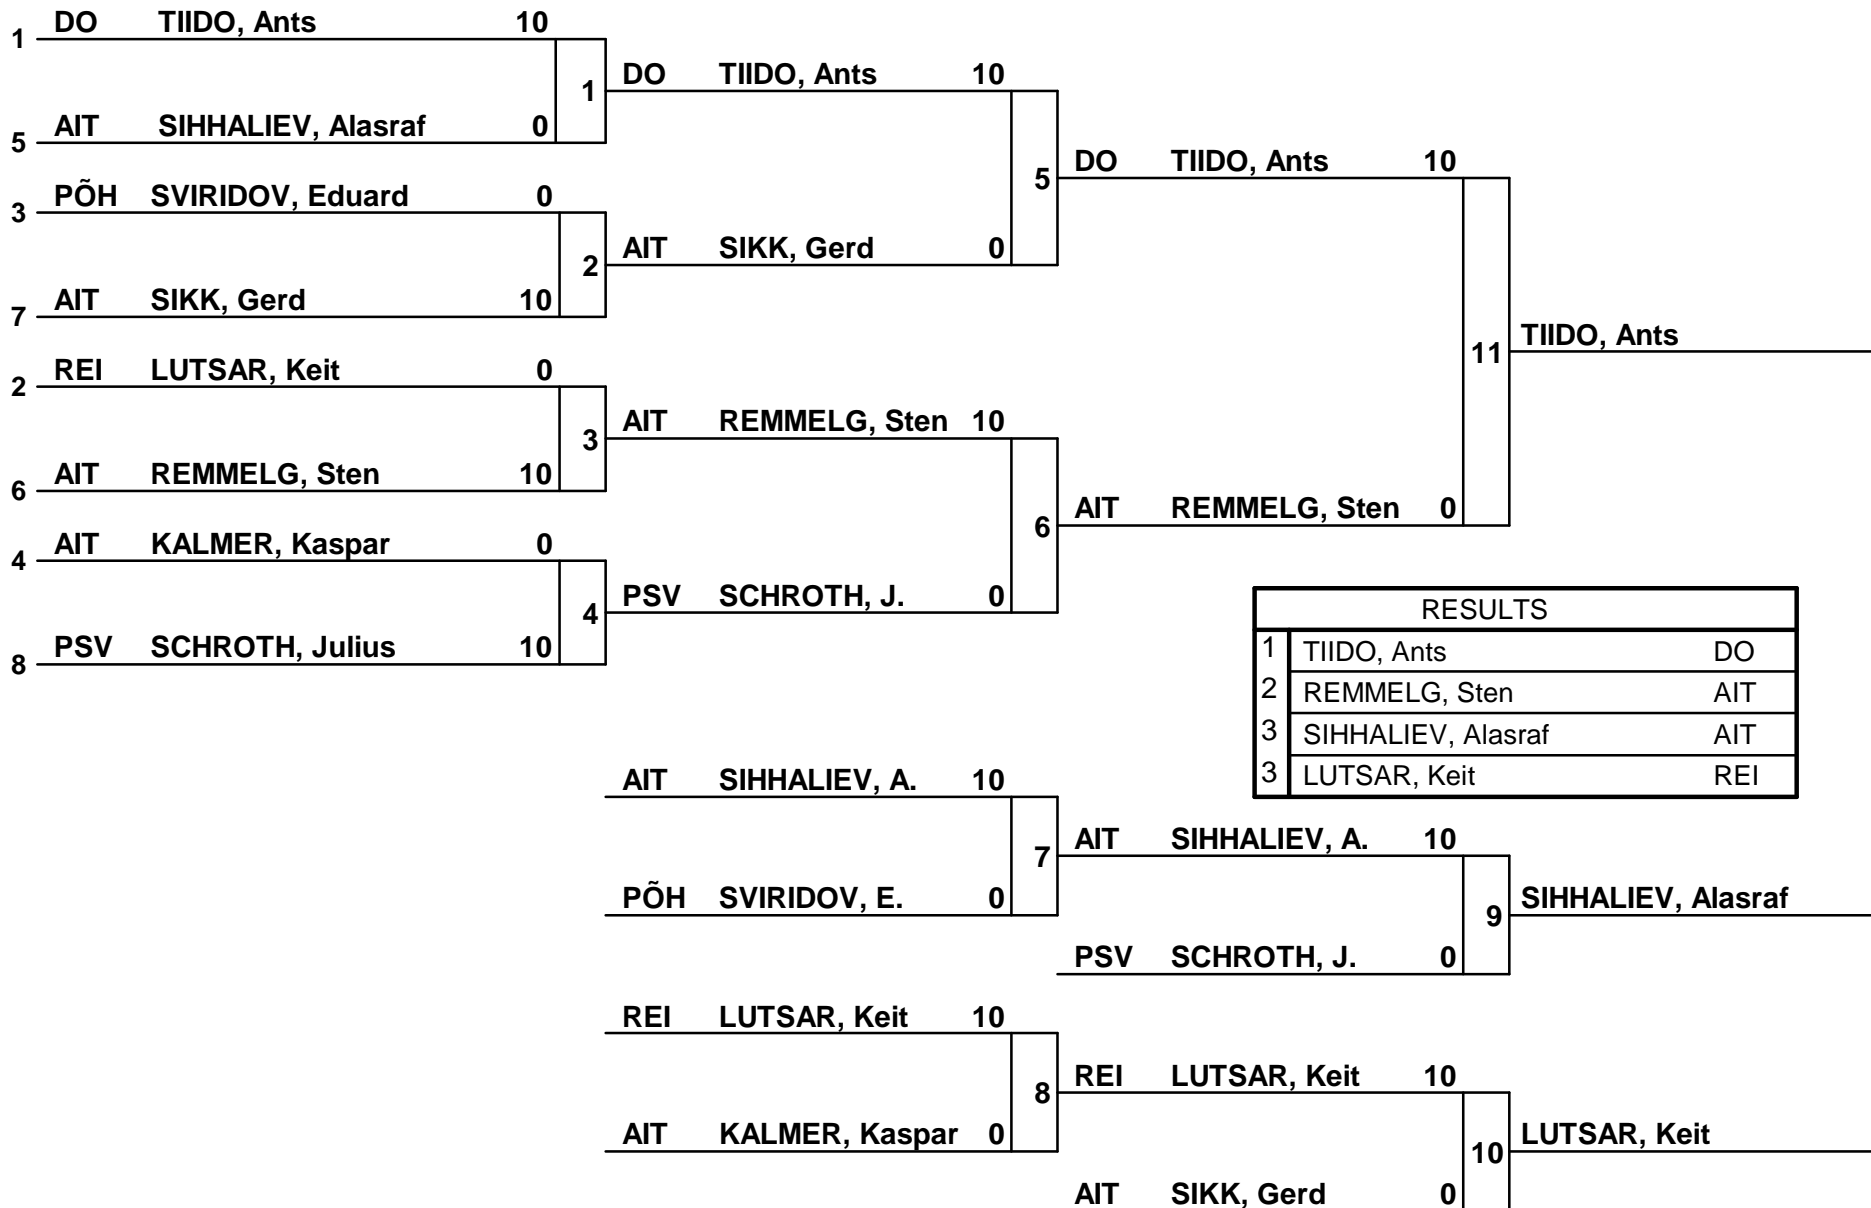 1 DO TIIDO, Ants 10
1
5 AIT SIHHALIEV, Alasraf 0
3 PÕH SVIRIDOV, Eduard 0
2
7 AIT SIKK, Gerd 10
2 REI LUTSAR, Keit 0
3
6 AIT REMMELG, Sten 10
4 AIT KALMER, Kaspar 0
4
8 PSV SCHROTH, Julius 10
DO TIIDO, Ants 10
5
AIT SIKK, Gerd 0
AIT REMMELG, Sten 10
6
PSV SCHROTH, J. 0
DO TIIDO, Ants 10
11
AIT REMMELG, Sten 0
TIIDO, Ants
RESULTS
1 TIIDO, Ants DO
2 REMMELG, Sten AIT
3 SIHHALIEV, Alasraf AIT
3 LUTSAR, Keit REI
AIT SIHHALIEV, A. 10
7
PÕH SVIRIDOV, E. 0
AIT SIHHALIEV, A. 10
9
PSV SCHROTH, J. 0
SIHHALIEV, Alasraf
REI LUTSAR, Keit 10
8
AIT KALMER, Kaspar 0
REI LUTSAR, Keit 10
10
AIT SIKK, Gerd 0
LUTSAR, Keit